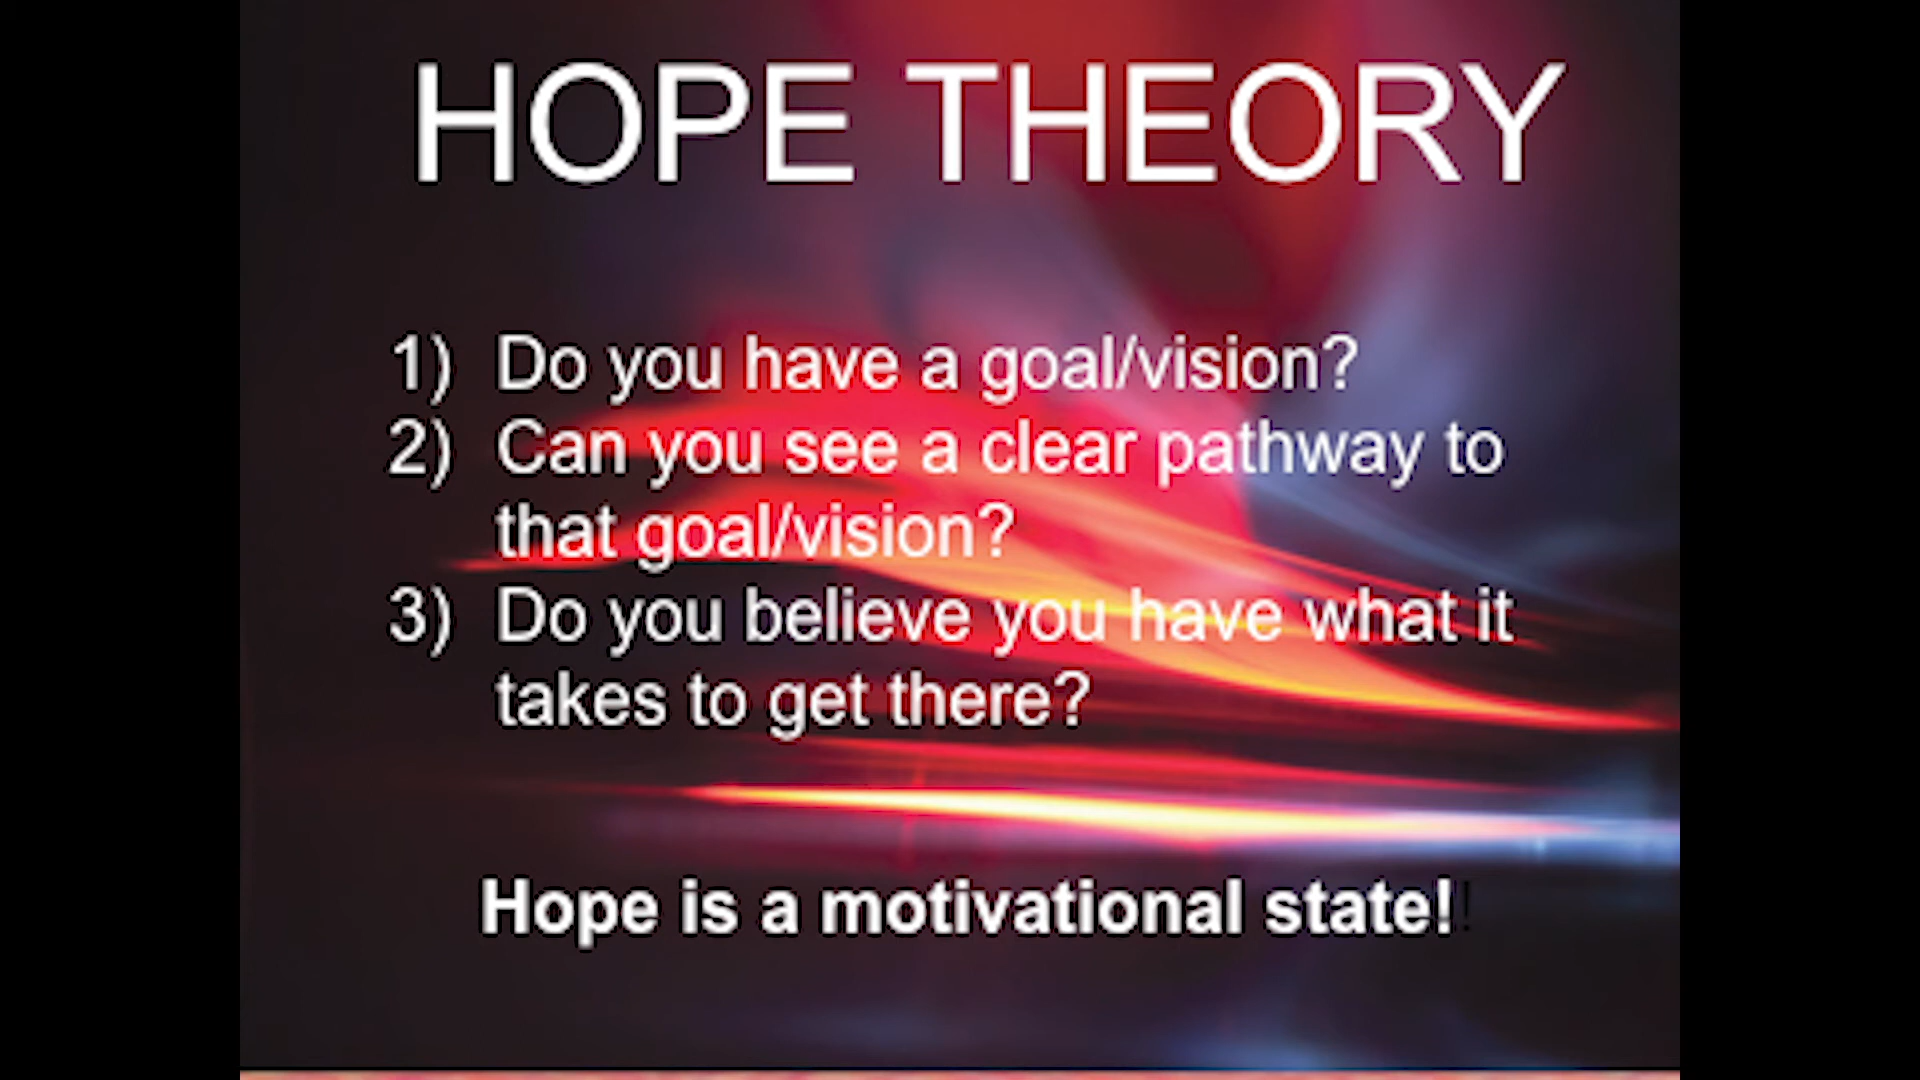 HOPE THEORY
1) Do you have a goal/vision?
2) Can you see a clear pathway to
that goal/vision?
3) Do you believe you have what it
takes to get there?
Hope is a motivational state!